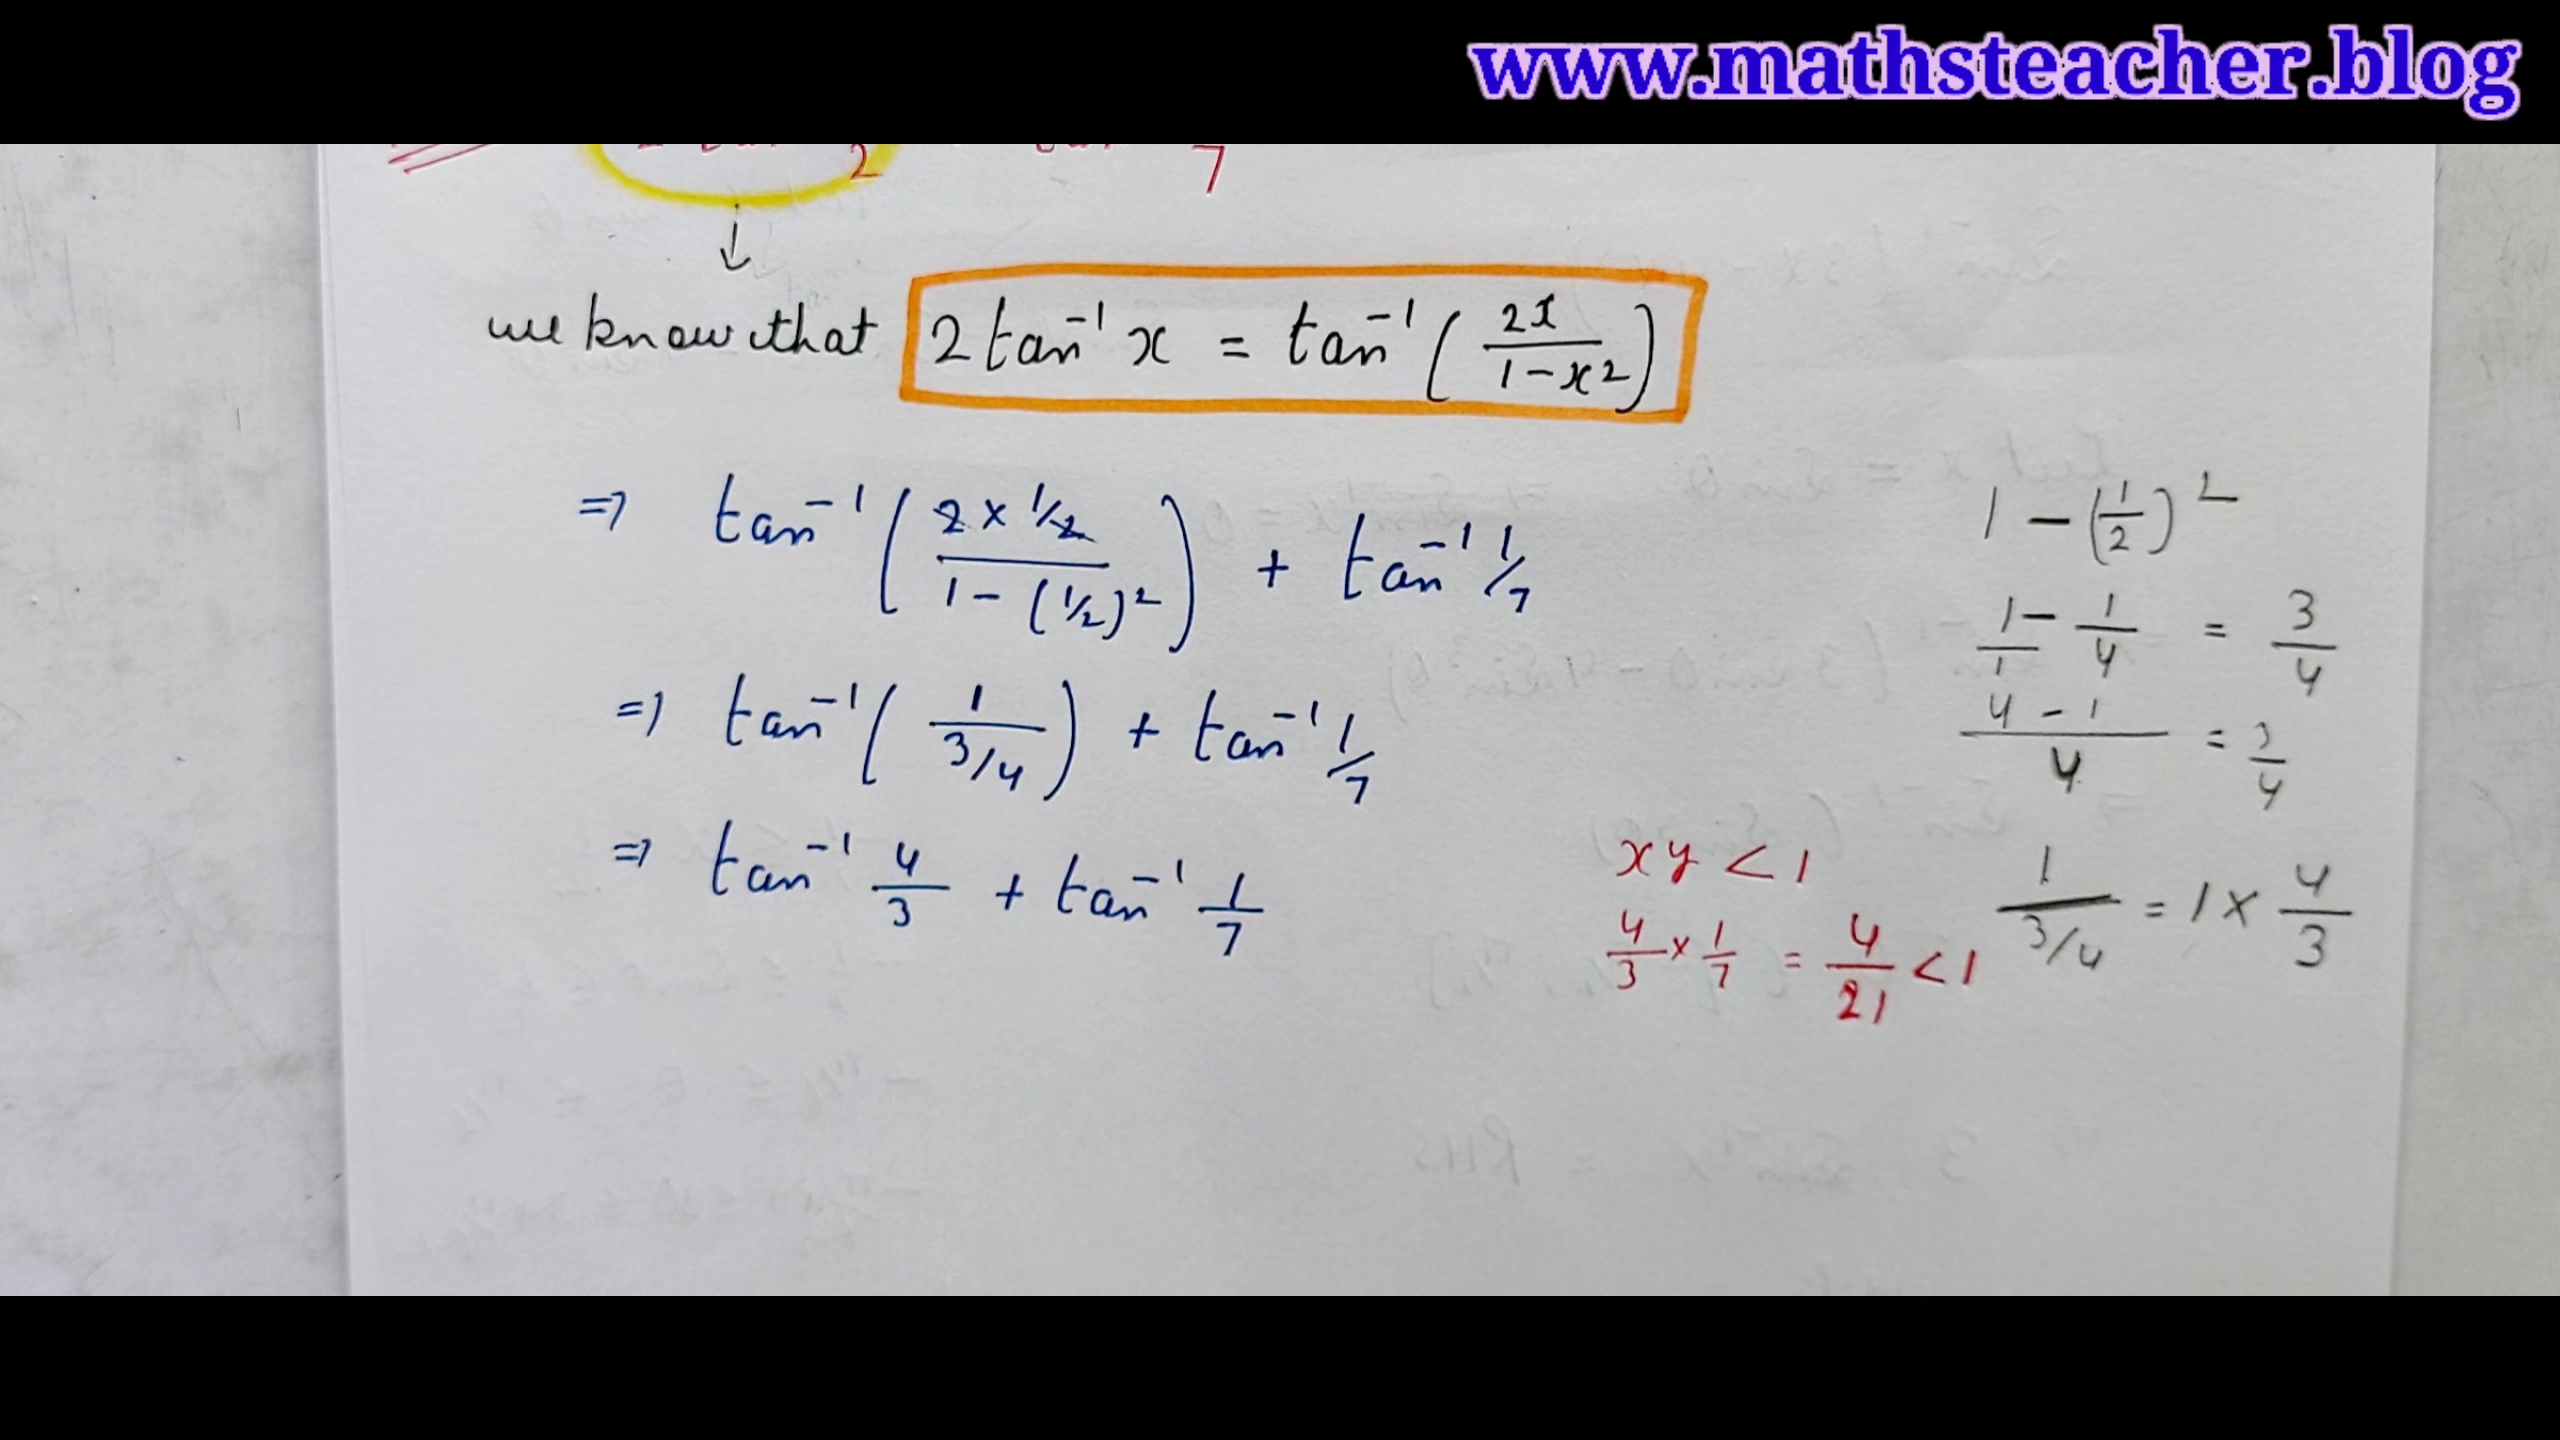 www.mathsteacher.blog
2 7
we know that 2 tan⁻¹ x = tan⁻¹ ( 2x / 1 - x² )
=> tan⁻¹ ( 2 × 1/2 / 1 - (1/2)² ) + tan⁻¹ 1/7
=> tan⁻¹ ( 1 / 3/4 ) + tan⁻¹ 1/7
=> tan⁻¹ 4/3 + tan⁻¹ 1/7
1 - (1/2)²
1/1 - 1/4 = 3/4
4 - 1 / 4 = 3/4
xy < 1
4/3 × 1/7 = 4/21 < 1
1 / 3/4 = 1 × 4/3